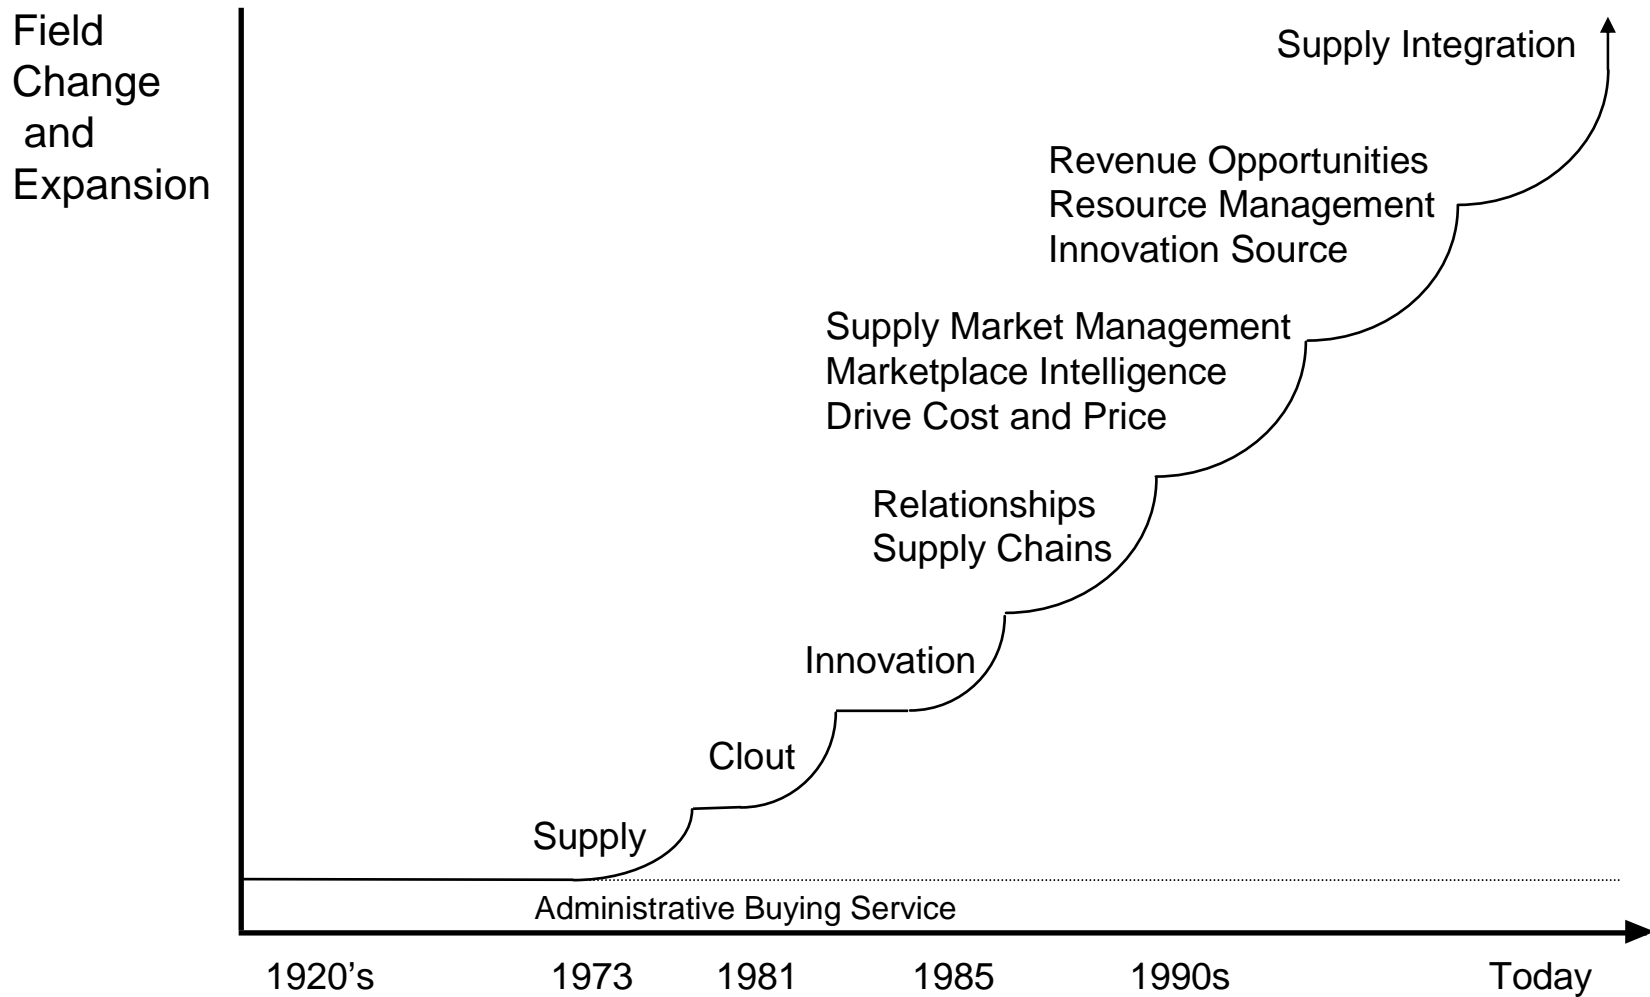 Field
Change
and
Expansion
Supply Integration
Revenue Opportunities
Resource Management
Innovation Source
Supply Market Management
Marketplace Intelligence
Drive Cost and Price
Relationships
Supply Chains
Innovation
Clout
Supply
Administrative Buying Service
1920’s 1973 1981 1985 1990s Today